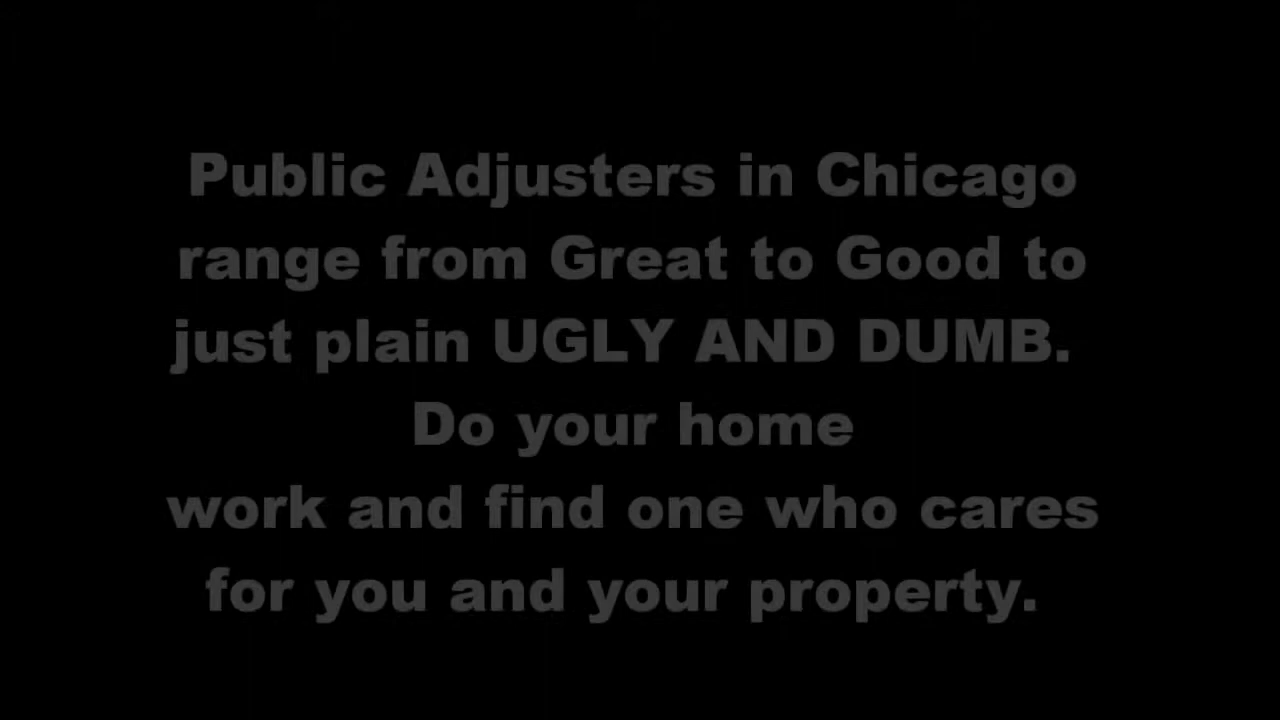 Public Adjusters in Chicago
range from Great to Good to
just plain UGLY AND DUMB.
Do your home
work and find one who cares
for you and your property.